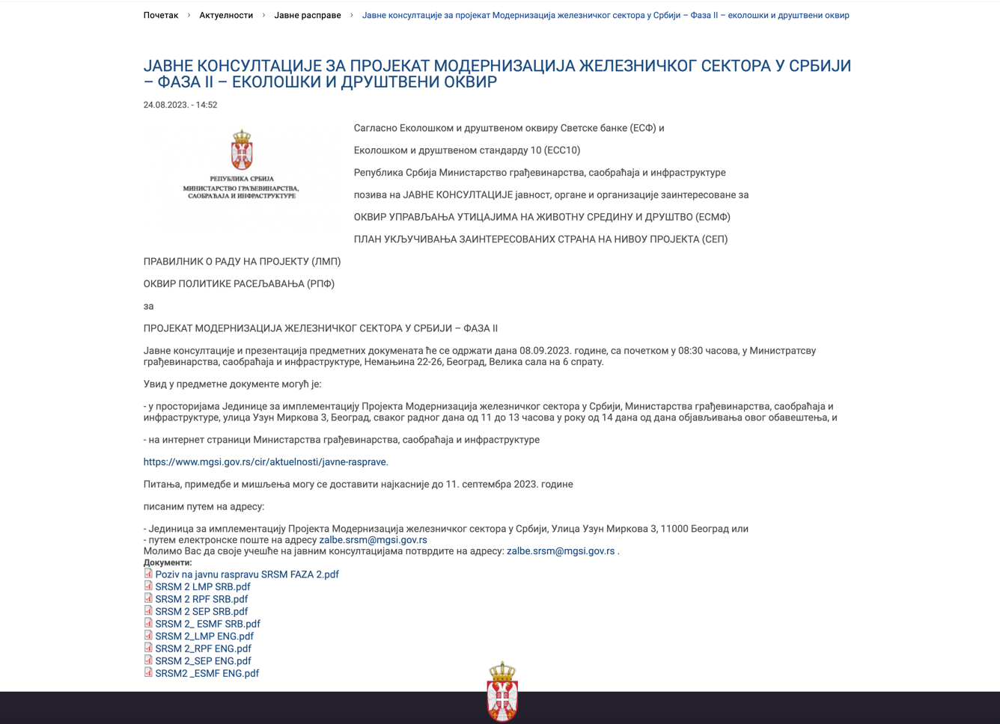 Почетак › Актуелности › Јавне расправе › Јавне консултације за пројекат Модернизација железничког сектора у Србији – Фаза II – еколошки и друштвени оквир
ЈАВНЕ КОНСУЛТАЦИЈЕ ЗА ПРОЈЕКАТ МОДЕРНИЗАЦИЈА ЖЕЛЕЗНИЧКОГ СЕКТОРА У СРБИЈИ
– ФАЗА II – ЕКОЛОШКИ И ДРУШТВЕНИ ОКВИР
24.08.2023. - 14:52
РЕПУБЛИКА СРБИЈА
МИНИСТАРСТВО ГРАЂЕВИНАРСТВА,
САОБРАЋАЈА И ИНФРАСТРУКТУРЕ
Сагласно Еколошком и друштвеном оквиру Светске банке (ЕСФ) и
Еколошком и друштвеном стандарду 10 (ЕСС10)
Република Србија Министарство грађевинарства, саобраћаја и инфраструктуре
позива на ЈАВНЕ КОНСУЛТАЦИЈЕ јавност, органе и организације заинтересоване за
ОКВИР УПРАВЉАЊА УТИЦАЈИМА НА ЖИВОТНУ СРЕДИНУ И ДРУШТВО (ЕСМФ)
ПЛАН УКЉУЧИВАЊА ЗАИНТЕРЕСОВАНИХ СТРАНА НА НИВОУ ПРОЈЕКТА (СЕП)
ПРАВИЛНИК О РАДУ НА ПРОЈЕКТУ (ЛМП)
ОКВИР ПОЛИТИКЕ РАСЕЉАВАЊА (РПФ)
за
ПРОЈЕКАТ МОДЕРНИЗАЦИЈА ЖЕЛЕЗНИЧКОГ СЕКТОРА У СРБИЈИ – ФАЗА II
Јавне консултације и презентација предметних докумената ће се одржати дана 08.09.2023. године, са почетком у 08:30 часова, у Министратсву
грађевинарства, саобраћаја и инфраструктуре, Немањина 22-26, Београд, Велика сала на 6 спрату.
Увид у предметне документе могућ је:
- у просторијама Јединице за имплементацију Пројекта Модернизација железничког сектора у Србији, Министарства грађевинарства, саобраћаја и
инфраструктуре, улица Узун Миркова 3, Београд, сваког радног дана од 11 до 13 часова у року од 14 дана од дана објављивања овог обавештења, и
- на интернет страници Министарства грађевинарства, саобраћаја и инфраструктуре
https://www.mgsi.gov.rs/cir/aktuelnosti/javne-rasprave.
Питања, примедбе и мишљења могу се доставити најкасније до 11. септембра 2023. године
писаним путем на адресу:
- Јединица за имплементацију Пројекта Модернизација железничког сектора у Србији, Улица Узун Миркова 3, 11000 Београд или
- путем електронске поште на адресу zalbe.srsm@mgsi.gov.rs
Молимо Вас да своје учешће на јавним консултацијама потврдите на адресу: zalbe.srsm@mgsi.gov.rs .
Документи:
Poziv na javnu raspravu SRSM FAZA 2.pdf
SRSM 2 LMP SRB.pdf
SRSM 2 RPF SRB.pdf
SRSM 2 SEP SRB.pdf
SRSM 2_ ESMF SRB.pdf
SRSM 2_LMP ENG.pdf
SRSM 2_RPF ENG.pdf
SRSM 2_SEP ENG.pdf
SRSM2 _ESMF ENG.pdf